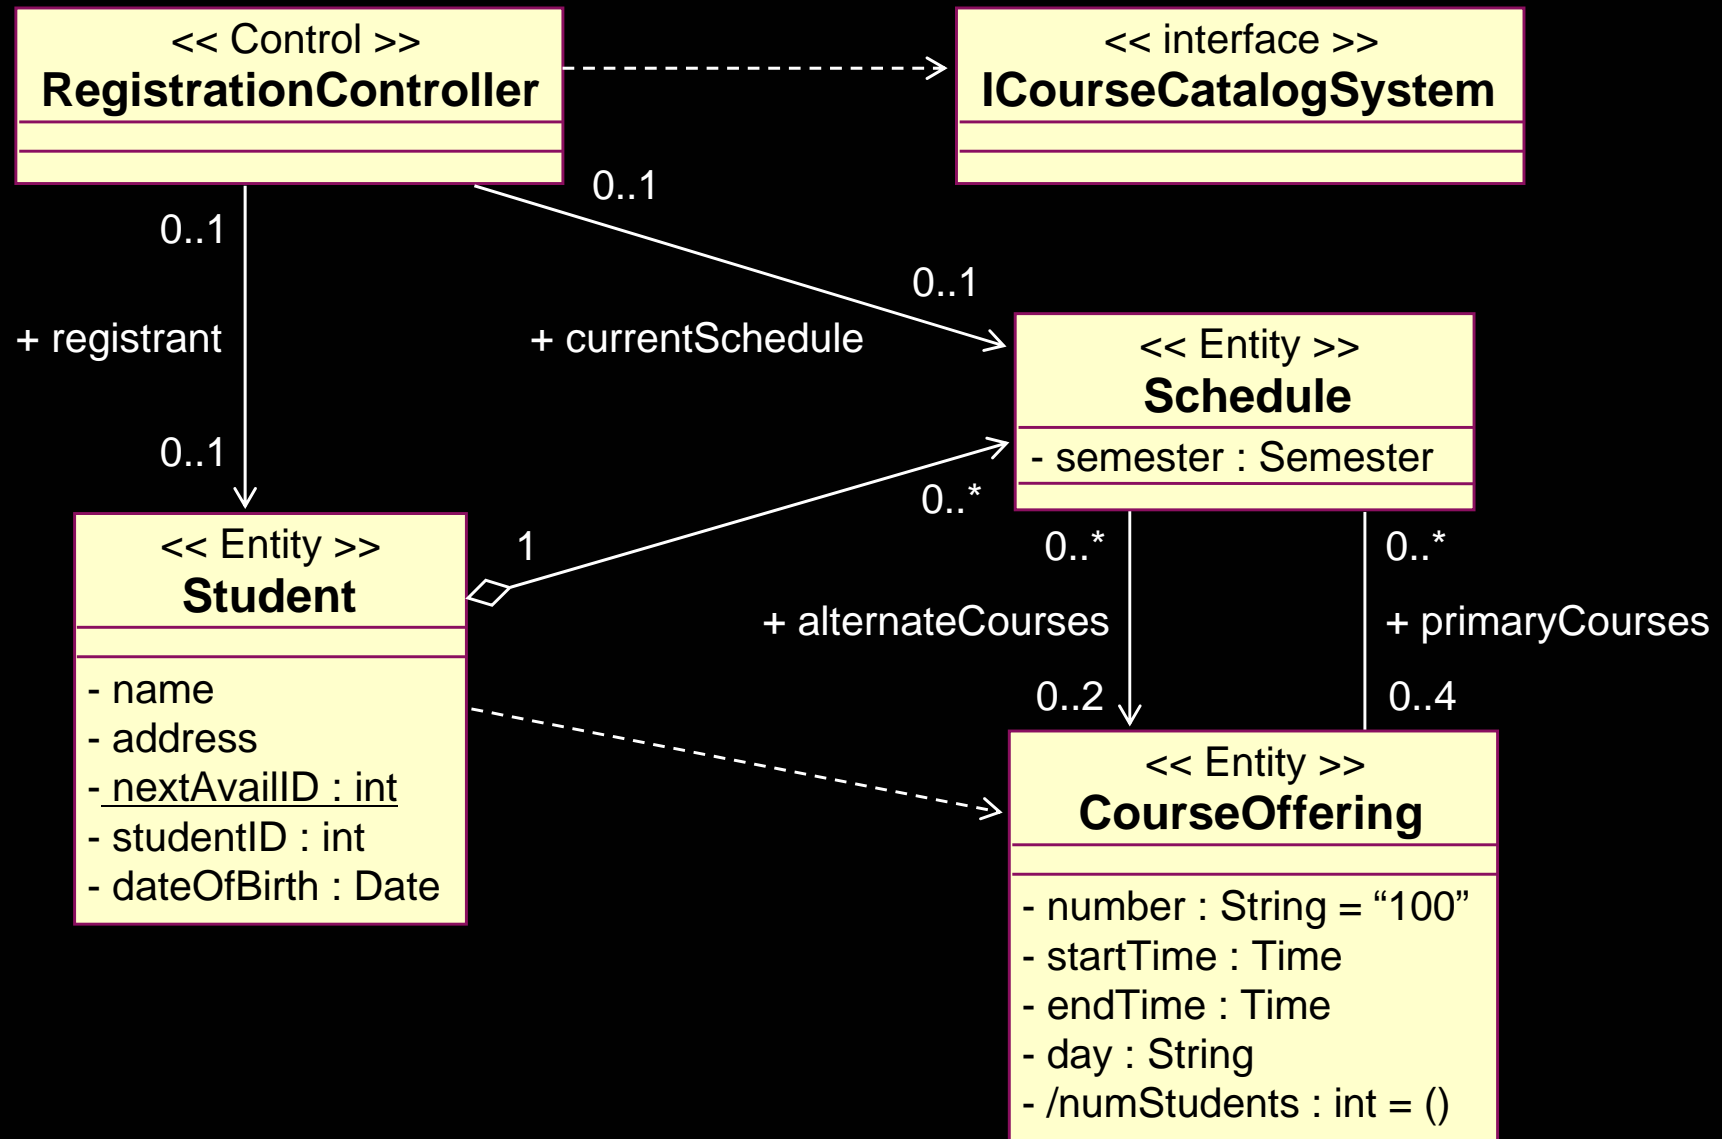 << Control >>
RegistrationController
<< interface >>
ICourseCatalogSystem
0..1
0..1
0..1
+ registrant
+ currentSchedule
0..1
<< Entity >>
Schedule
- semester : Semester
0..*
1
<< Entity >>
Student
- name
- address
- nextAvailID : int
- studentID : int
- dateOfBirth : Date
0..*
0..*
+ alternateCourses
+ primaryCourses
0..2
0..4
<< Entity >>
CourseOffering
- number : String = “100”
- startTime : Time
- endTime : Time
- day : String
- /numStudents : int = ()